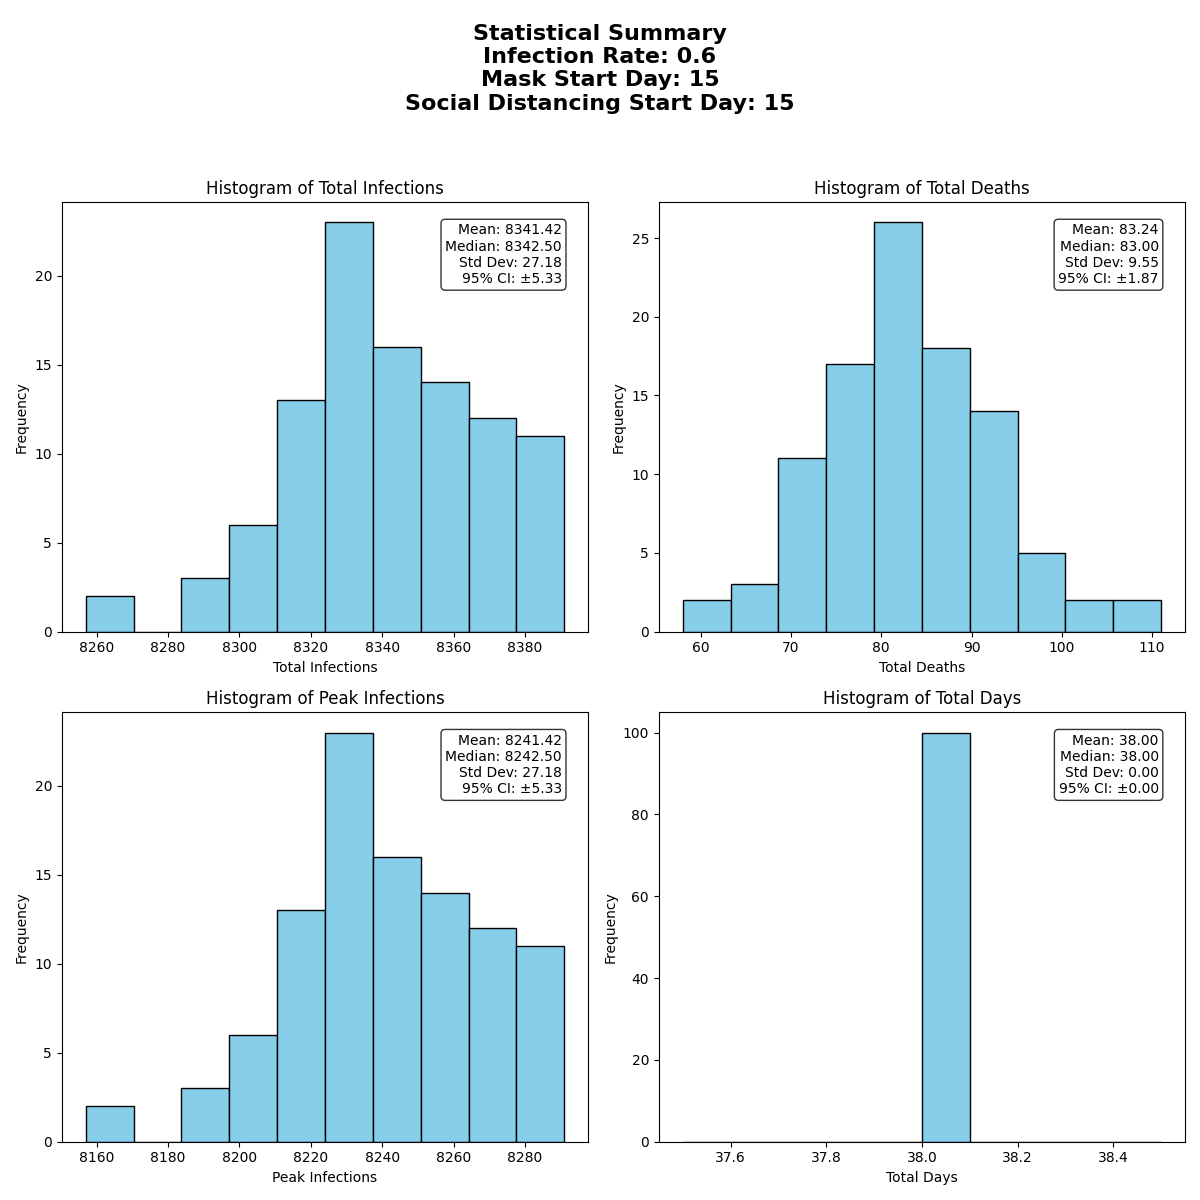 Statistical Summary
Infection Rate: 0.6
Mask Start Day: 15
Social Distancing Start Day: 15
Histogram of Total Infections
Mean: 8341.42
Median: 8342.50
Std Dev: 27.18
95% CI: ±5.33
Frequency
20
15
10
5
0
8260 8280 8300 8320 8340 8360 8380
Total Infections
Histogram of Total Deaths
Mean: 83.24
Median: 83.00
Std Dev: 9.55
95% CI: ±1.87
Frequency
25
20
15
10
5
0
60 70 80 90 100 110
Total Deaths
Histogram of Peak Infections
Mean: 8241.42
Median: 8242.50
Std Dev: 27.18
95% CI: ±5.33
Frequency
20
15
10
5
0
8160 8180 8200 8220 8240 8260 8280
Peak Infections
Histogram of Total Days
Mean: 38.00
Median: 38.00
Std Dev: 0.00
95% CI: ±0.00
Frequency
100
80
60
40
20
0
37.6 37.8 38.0 38.2 38.4
Total Days